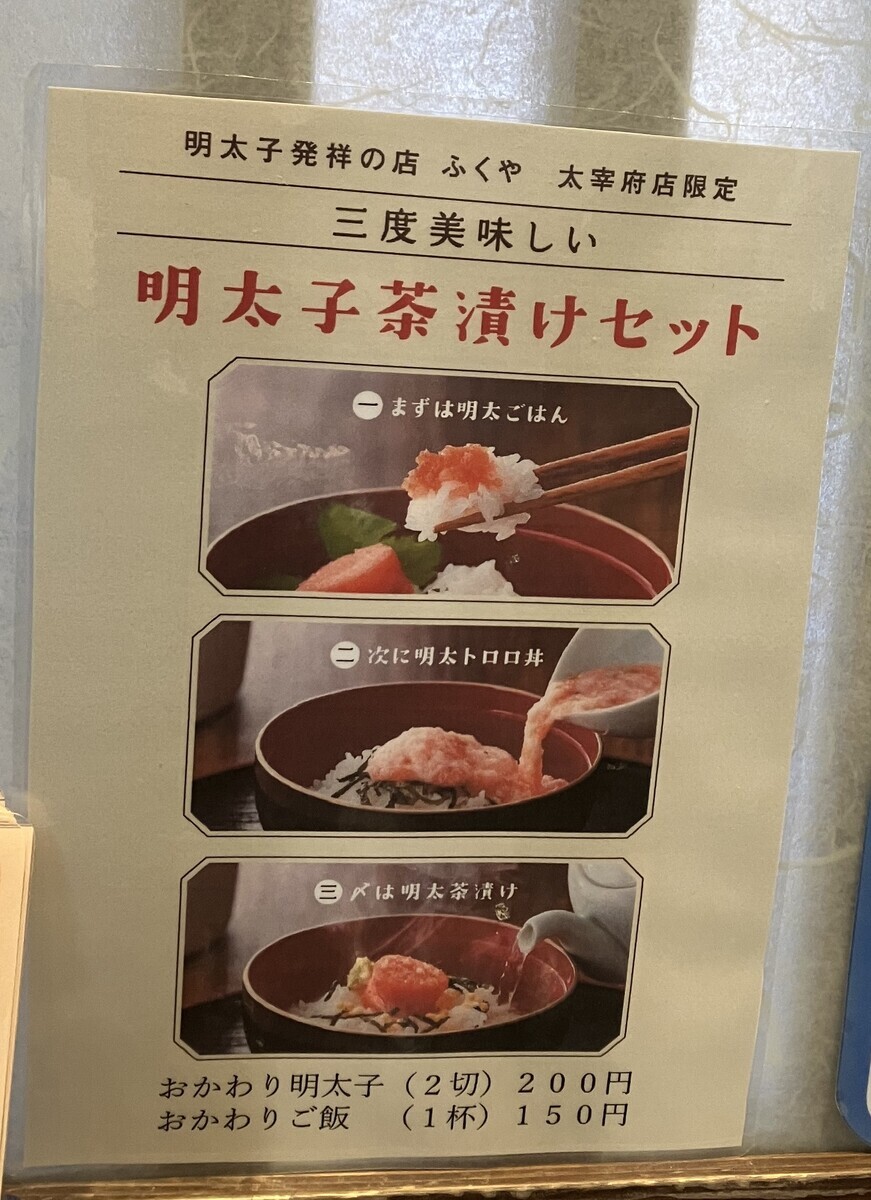 明太子発祥の店 ふくや　太宰府店限定
三度美味しい
明太子茶漬けセット
一 まずは明太ごはん
二 次に明太トロロ丼
三 〆は明太茶漬け
おかわり明太子（２切）２００円
おかわりご飯　（１杯）１５０円